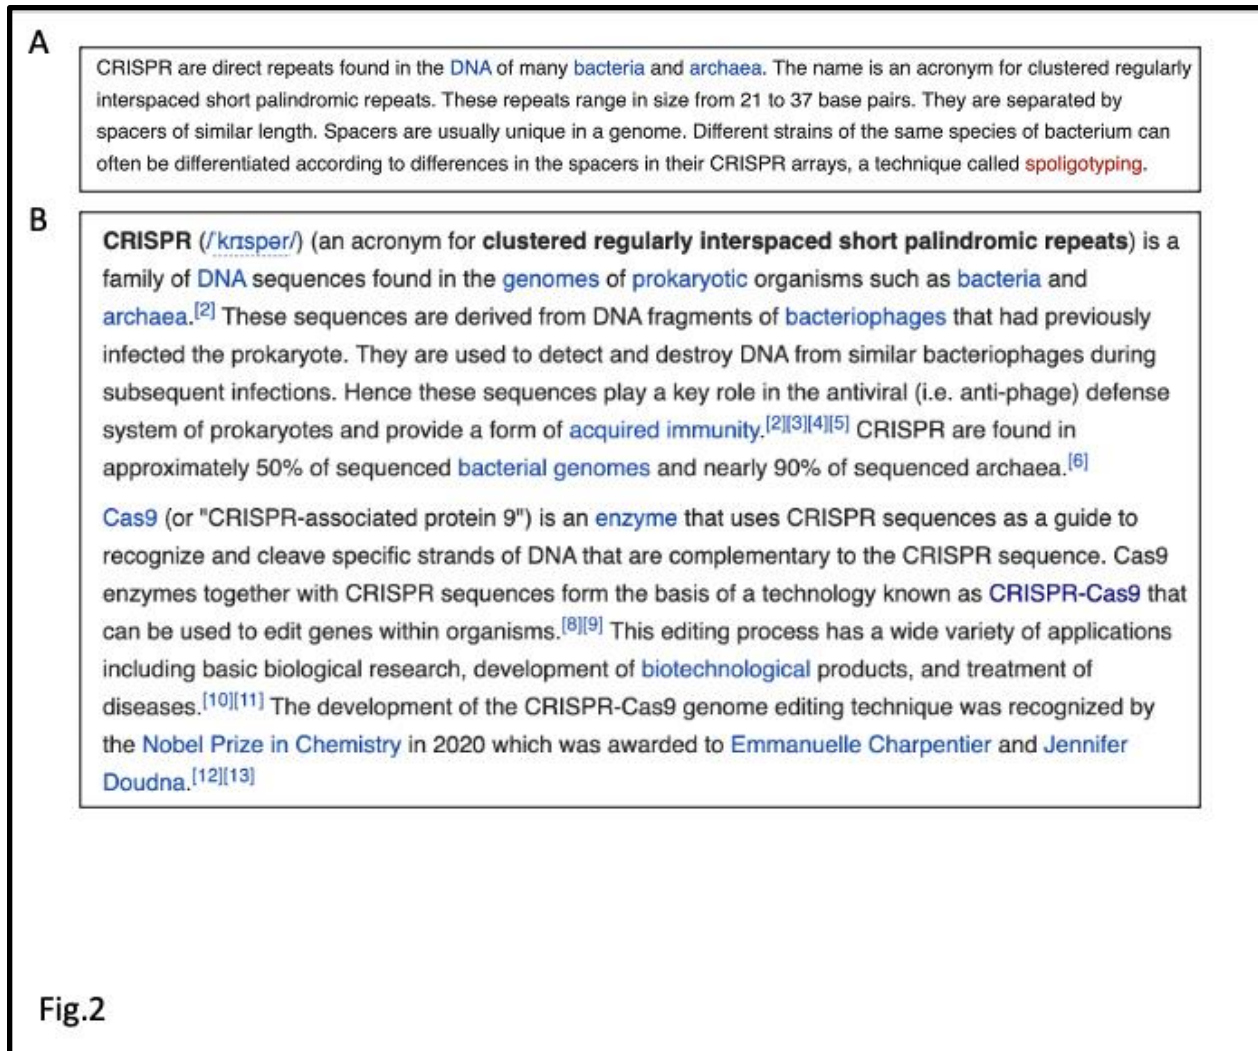 A
CRISPR are direct repeats found in the DNA of many bacteria and archaea. The name is an acronym for clustered regularly
interspaced short palindromic repeats. These repeats range in size from 21 to 37 base pairs. They are separated by
spacers of similar length. Spacers are usually unique in a genome. Different strains of the same species of bacterium can
often be differentiated according to differences in the spacers in their CRISPR arrays, a technique called spoligotyping.
B
CRISPR (/ˈkrɪspər/) (an acronym for clustered regularly interspaced short palindromic repeats) is a
family of DNA sequences found in the genomes of prokaryotic organisms such as bacteria and
archaea.[2] These sequences are derived from DNA fragments of bacteriophages that had previously
infected the prokaryote. They are used to detect and destroy DNA from similar bacteriophages during
subsequent infections. Hence these sequences play a key role in the antiviral (i.e. anti-phage) defense
system of prokaryotes and provide a form of acquired immunity.[2][3][4][5] CRISPR are found in
approximately 50% of sequenced bacterial genomes and nearly 90% of sequenced archaea.[6]
Cas9 (or "CRISPR-associated protein 9") is an enzyme that uses CRISPR sequences as a guide to
recognize and cleave specific strands of DNA that are complementary to the CRISPR sequence. Cas9
enzymes together with CRISPR sequences form the basis of a technology known as CRISPR-Cas9 that
can be used to edit genes within organisms.[8][9] This editing process has a wide variety of applications
including basic biological research, development of biotechnological products, and treatment of
diseases.[10][11] The development of the CRISPR-Cas9 genome editing technique was recognized by
the Nobel Prize in Chemistry in 2020 which was awarded to Emmanuelle Charpentier and Jennifer
Doudna.[12][13]
Fig.2